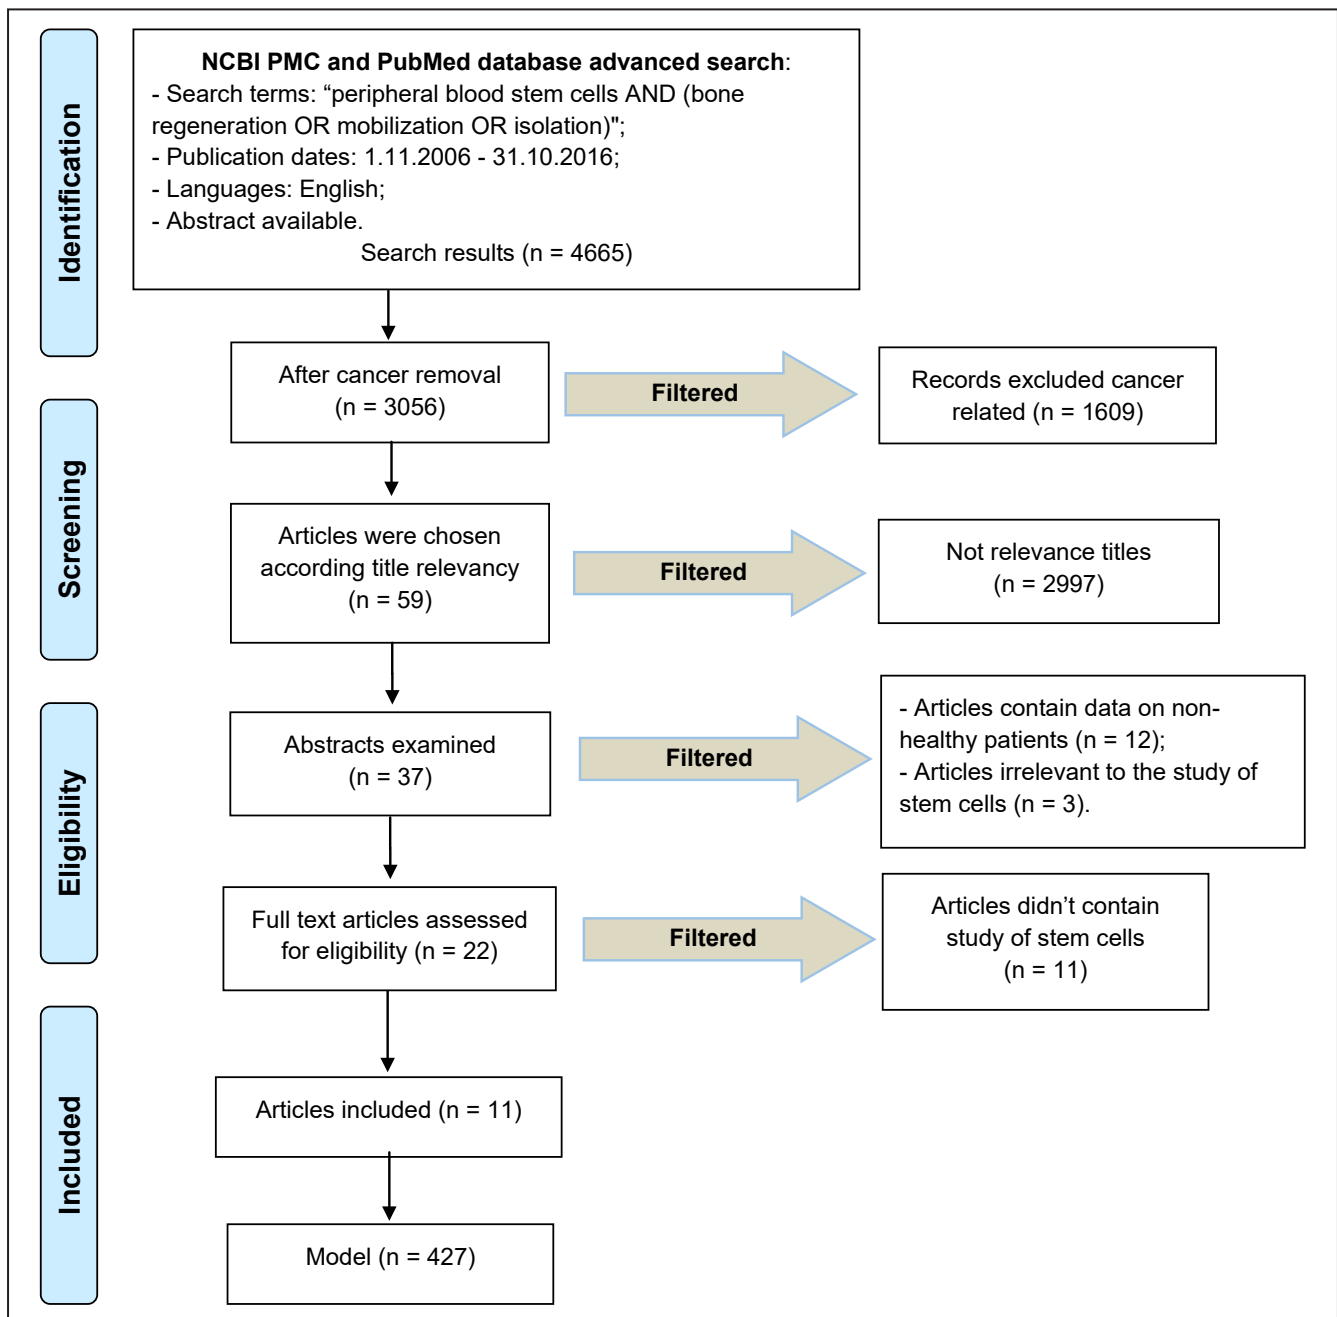 Identification
NCBI PMC and PubMed database advanced search:
- Search terms: “peripheral blood stem cells AND (bone
regeneration OR mobilization OR isolation)";
- Publication dates: 1.11.2006 - 31.10.2016;
- Languages: English;
- Abstract available.
Search results (n = 4665)
After cancer removal
(n = 3056)
Filtered
Records excluded cancer
related (n = 1609)
Screening
Articles were chosen
according title relevancy
(n = 59)
Filtered
Not relevance titles
(n = 2997)
Eligibility
Abstracts examined
(n = 37)
Filtered
- Articles contain data on non-
healthy patients (n = 12);
- Articles irrelevant to the study of
stem cells (n = 3).
Full text articles assessed
for eligibility (n = 22)
Filtered
Articles didn’t contain
study of stem cells
(n = 11)
Included
Articles included (n = 11)
Model (n = 427)